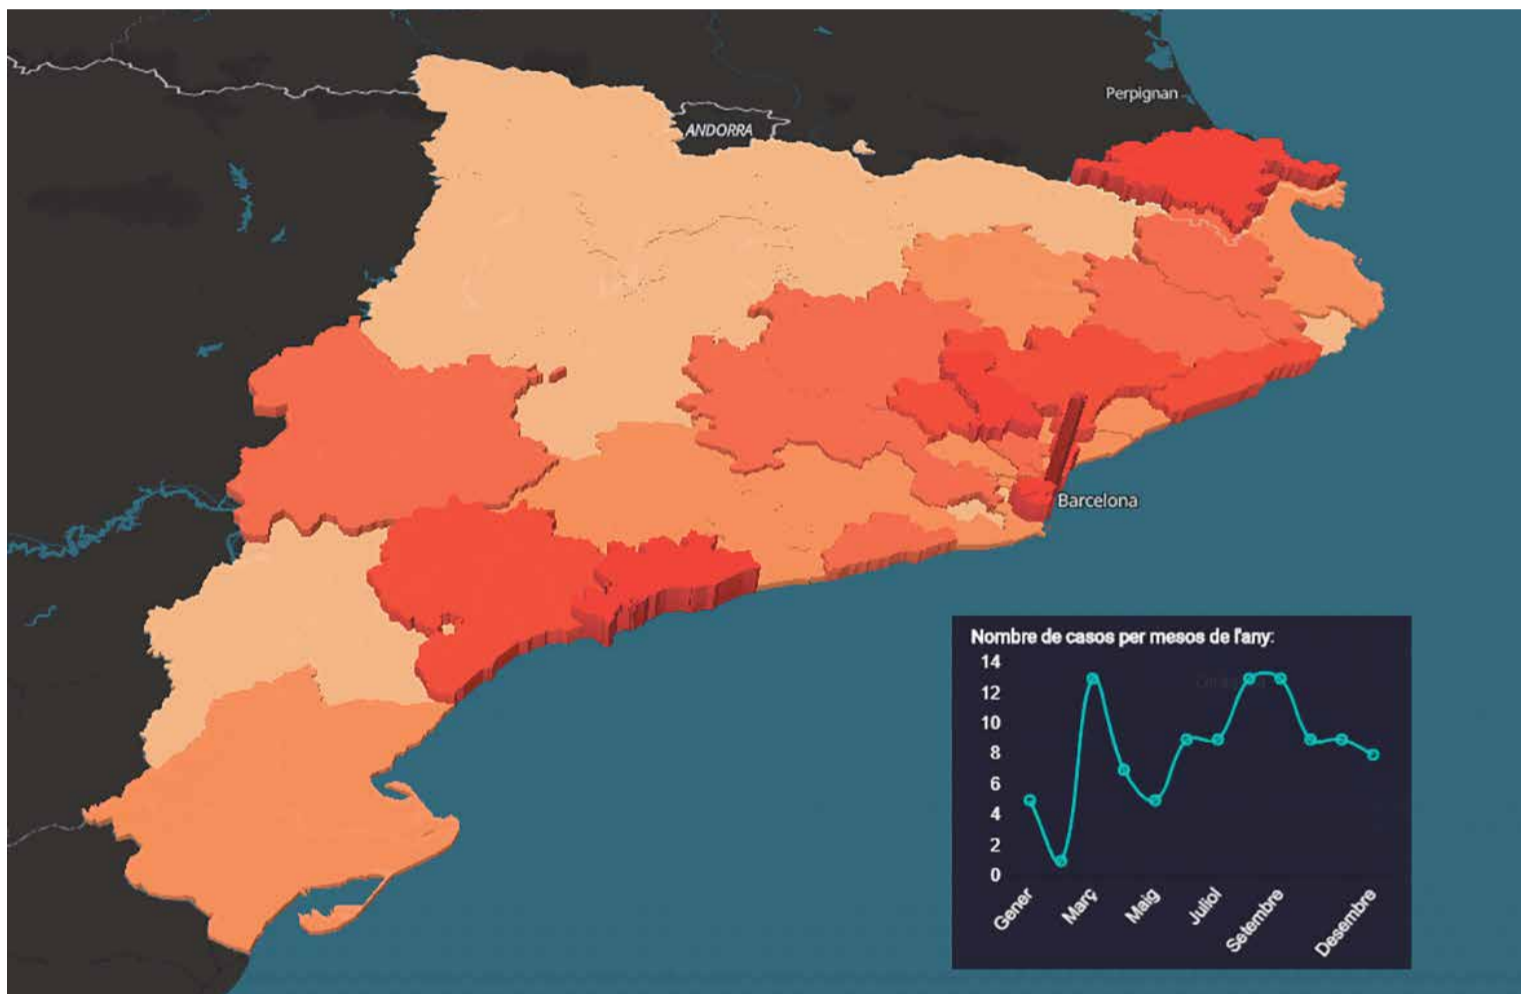 Perpignan
ANDORRA
Barcelona
Nombre de casos per mesos de l'any:
14
12
10
8
6
4
2
0
Gener
Març
Maig
Juliol
Setembre
Desembre